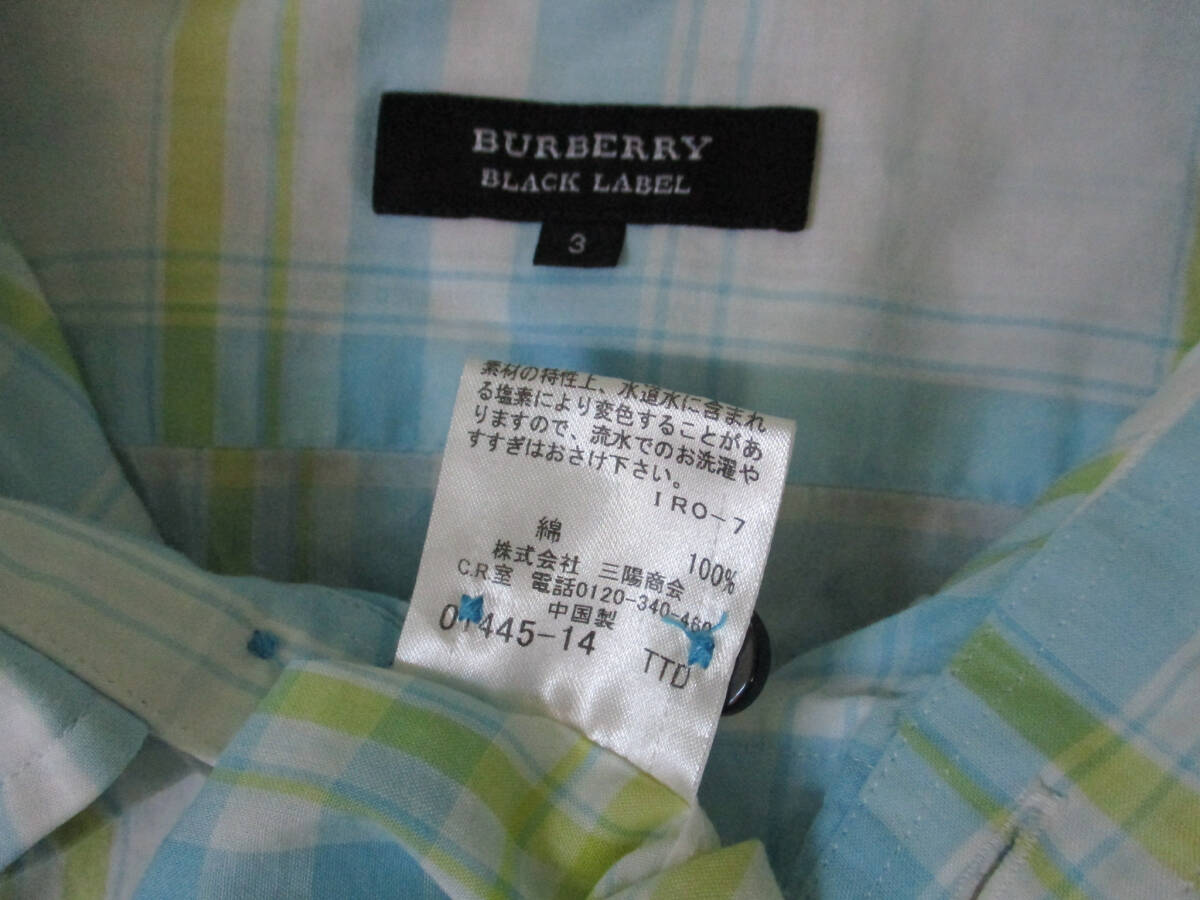 BURBERRY
BLACK LABEL
3
素材の特性上、水道水に含まれ
る塩素により変色することがあ
りますので、流水でのお洗濯や
すすぎはおさけ下さい。
IRO-7
綿 100%
株式会社 三陽商会
C.R室 電話0120-340-460
中国製
01445-14 TTD